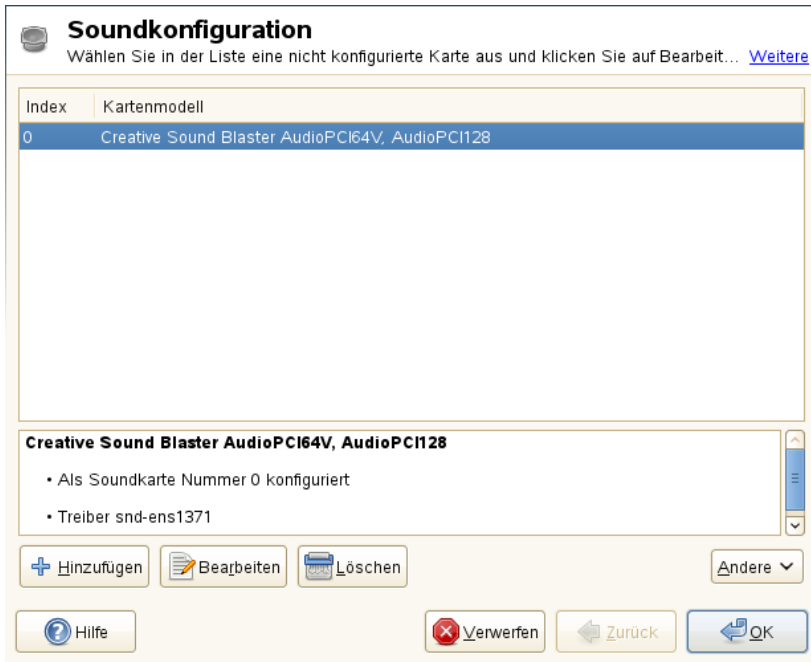 Soundkonfiguration
Wählen Sie in der Liste eine nicht konfigurierte Karte aus und klicken Sie auf Bearbeit... Weitere
Index Kartenmodell
0 Creative Sound Blaster AudioPCI64V, AudioPCI128
Creative Sound Blaster AudioPCI64V, AudioPCI128
• Als Soundkarte Nummer 0 konfiguriert
• Treiber snd-ens1371
Hinzufügen Bearbeiten Löschen Andere
Hilfe Verwerfen Zurück OK